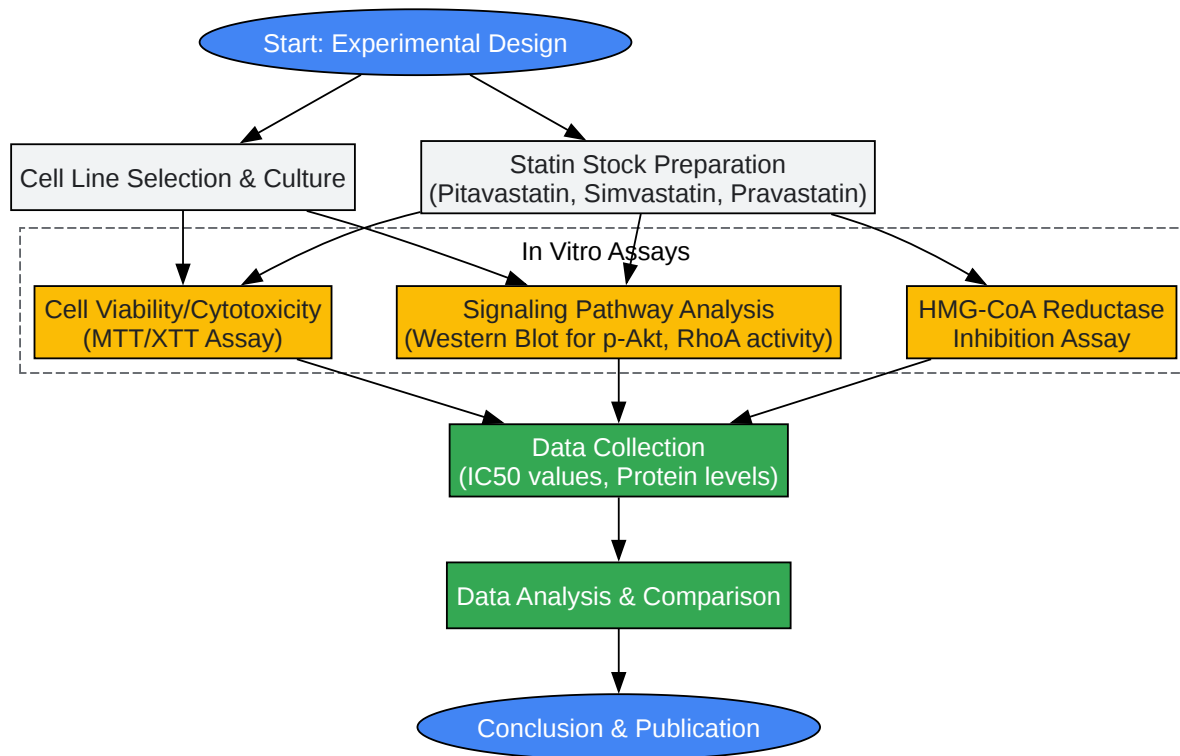 Start: Experimental Design
Cell Line Selection & Culture
Statin Stock Preparation
(Pitavastatin, Simvastatin, Pravastatin)
In Vitro Assays
Cell Viability/Cytotoxicity
(MTT/XTT Assay)
Signaling Pathway Analysis
(Western Blot for p-Akt, RhoA activity)
HMG-CoA Reductase
Inhibition Assay
Data Collection
(IC50 values, Protein levels)
Data Analysis & Comparison
Conclusion & Publication